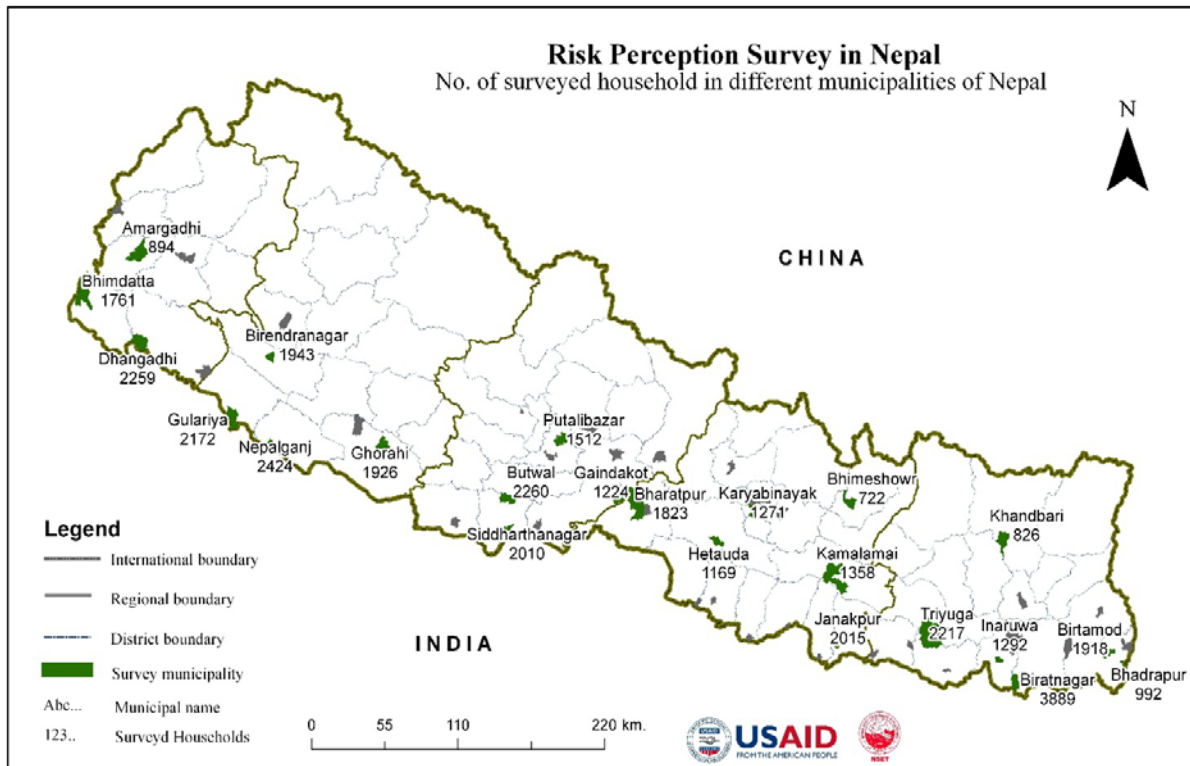 Risk Perception Survey in Nepal
No. of surveyed household in different municipalities of Nepal
N
CHINA
Amargadhi
894
Bhimdatta
1761
Birendranagar
1943
Dhangadhi
2259
Gulariya
2172
Nepalganj
2424
Ghorahi
1926
Putalibazar
1512
Butwal
2260
Gaindakot
1224
Bharatpur
1823
Siddharthanagar
2010
Karyabinayak
1271
Bhimeshowr
722
Hetauda
1169
Kamalamai
1358
Khandbari
826
Janakpur
2015
Triyuga
2217
Inaruwa
1292
Birtamod
1918
Biratnagar
3889
Bhadrapur
992
INDIA
Legend
International boundary
Regional boundary
District boundary
Survey municipality
Abc... Municipal name
123.. Surveyd Households
0 55 110 220 km.
USAID
FROM THE AMERICAN PEOPLE
USAID
NSET